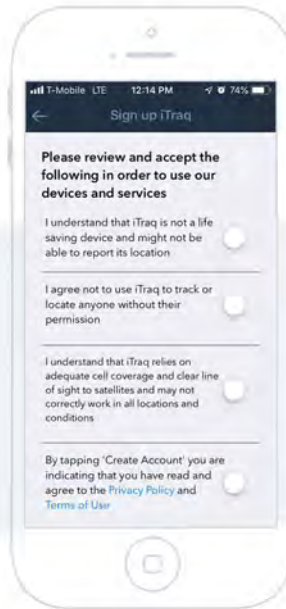 T-Mobile LTE 12:14 PM 74%
Sign up iTraq
Please review and accept the
following in order to use our
devices and services
I understand that iTraq is not a life
saving device and might not be
able to report its location
I agree not to use iTraq to track or
locate anyone without their
permission
I understand that iTraq relies on
adequate cell coverage and clear line
of sight to satellites and may not
correctly work in all locations and
conditions
By tapping 'Create Account' you are
indicating that you have read and
agree to the Privacy Policy and
Terms of Use